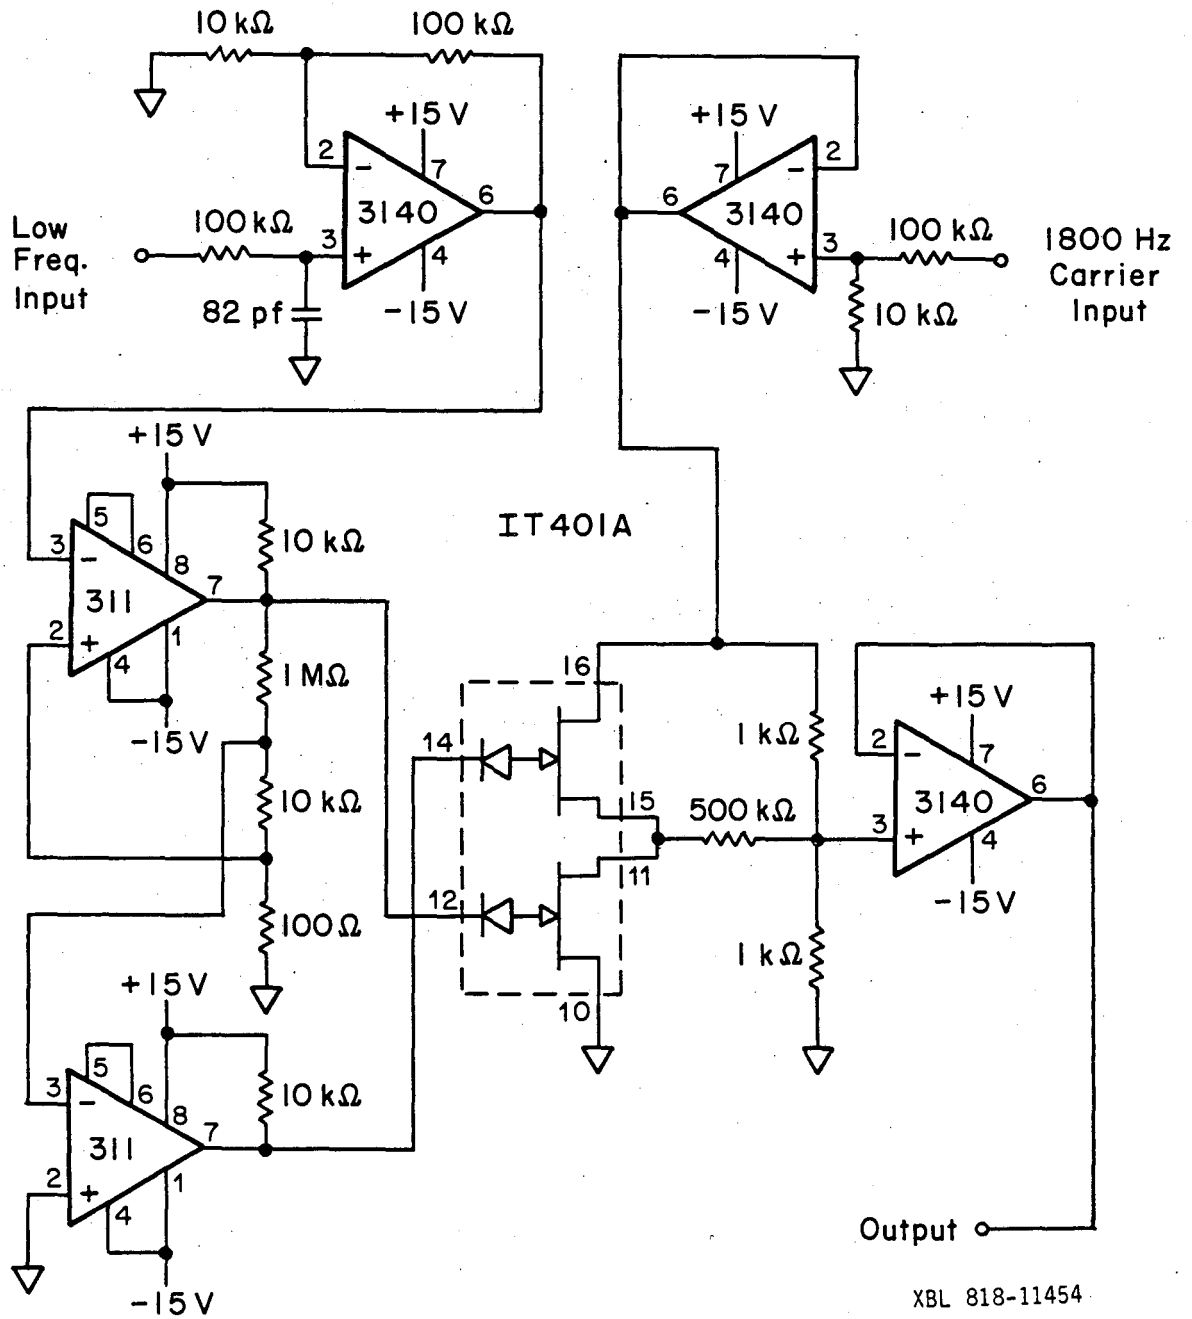 10 kΩ
100 kΩ
+15 V
2
-
7
3140
6
100 kΩ
3
+
4
-15 V
Low
Freq.
Input
82 pf
+15 V
7
-
2
6
3140
3
+
4
-15 V
100 kΩ
10 kΩ
1800 Hz
Carrier
Input
+15 V
5
6
3
-
8
10 kΩ
311
7
2
+
4
1
1 MΩ
-15 V
10 kΩ
100 Ω
IT401A
16
14
15
11
12
10
1 kΩ
500 kΩ
1 kΩ
+15 V
2
-
7
3140
6
3
+
4
-15 V
+15 V
5
6
3
-
8
10 kΩ
311
7
2
+
4
1
-15 V
Output
XBL 818-11454